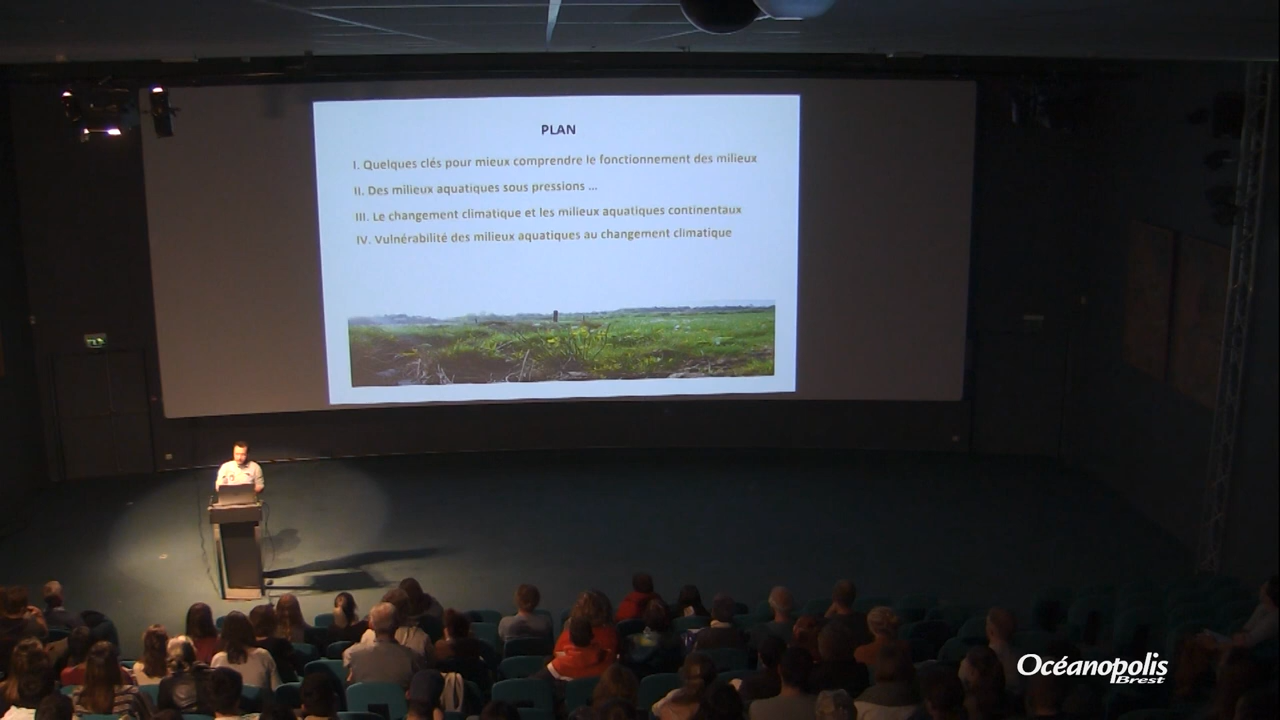 PLAN
I. Quelques clés pour mieux comprendre le fonctionnement des milieux
II. Des milieux aquatiques sous pressions ...
III. Le changement climatique et les milieux aquatiques continentaux
IV. Vulnérabilité des milieux aquatiques au changement climatique
Océanopolis
Brest